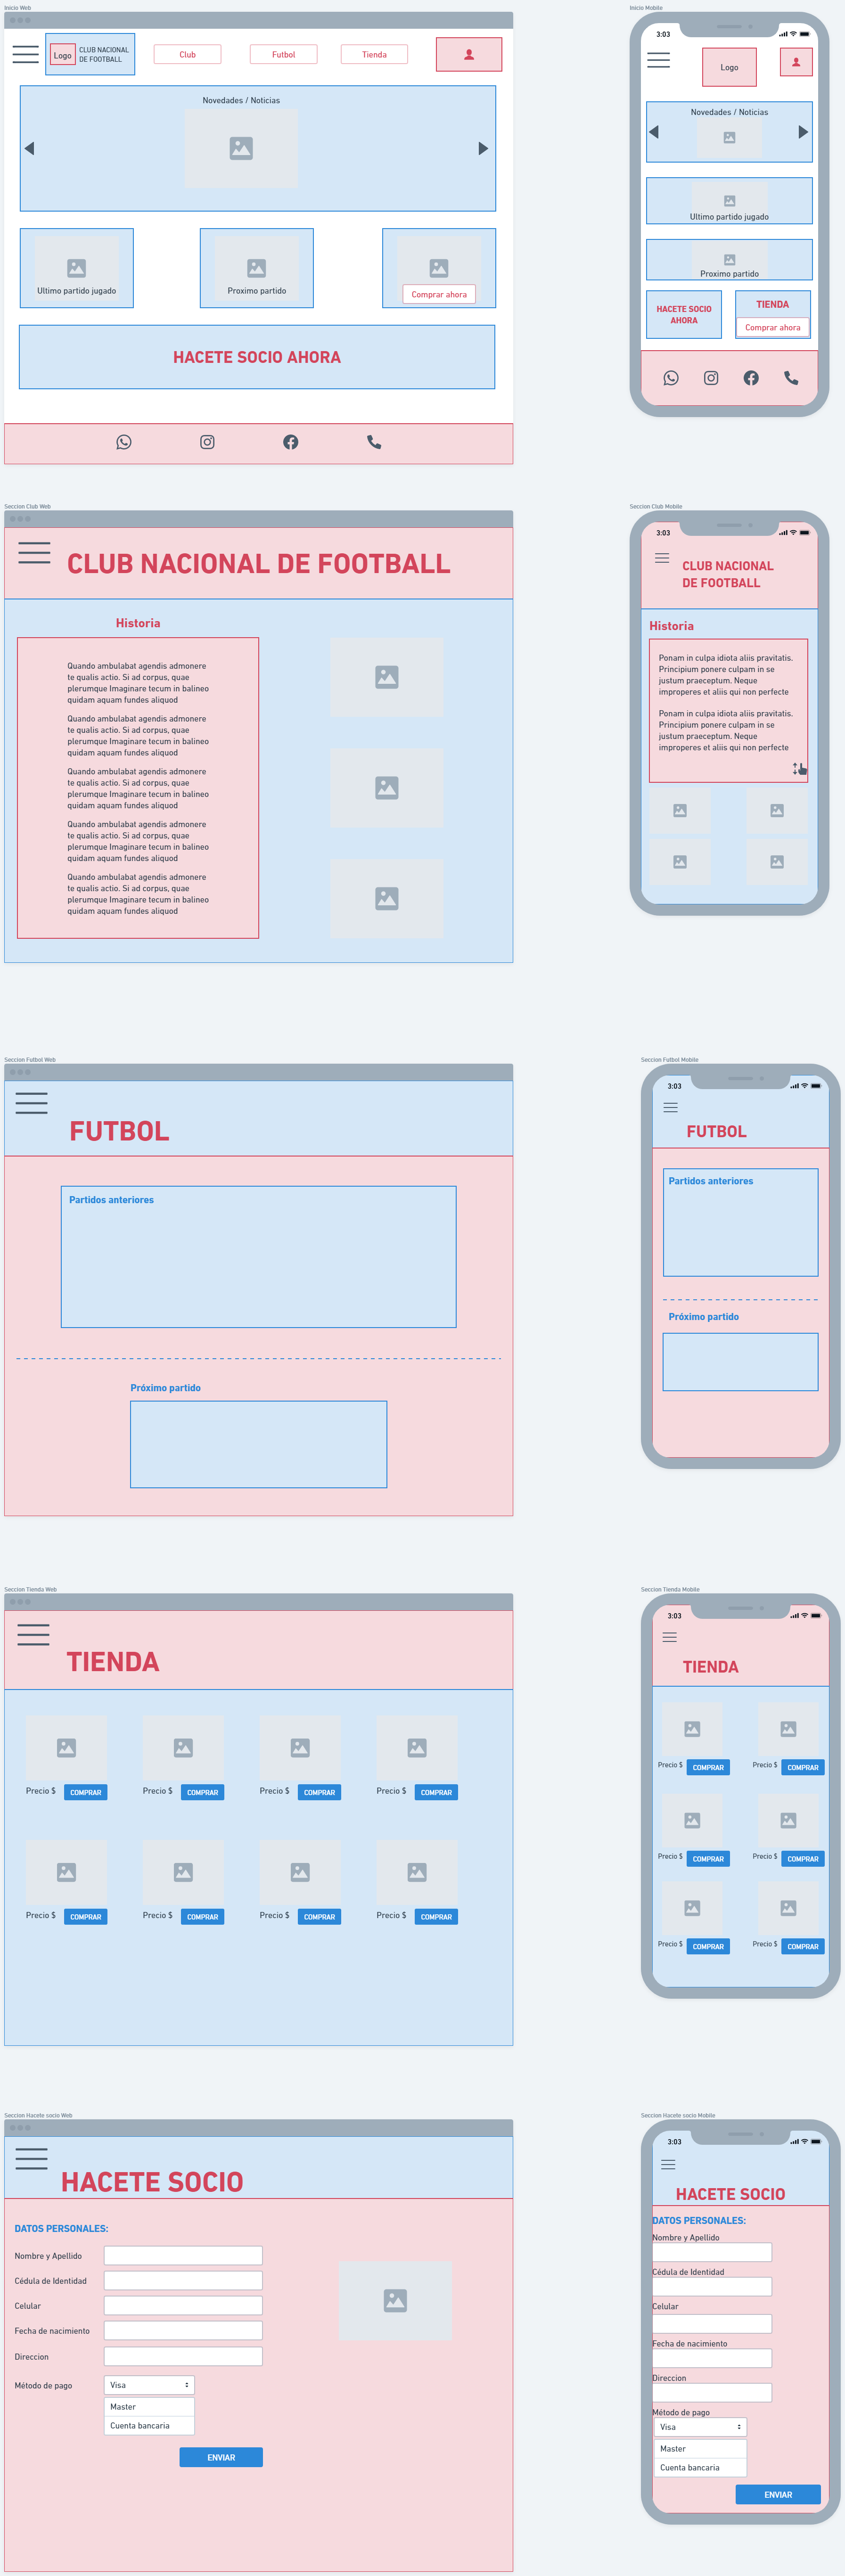 Inicio Web
Logo
CLUB NACIONAL
DE FOOTBALL
Club
Futbol
Tienda
Novedades / Noticias
Ultimo partido jugado
Proximo partido
Comprar ahora
HACETE SOCIO AHORA
Inicio Mobile
3:03
Logo
Novedades / Noticias
Ultimo partido jugado
Proximo partido
HACETE SOCIO
AHORA
TIENDA
Comprar ahora
Seccion Club Web
CLUB NACIONAL DE FOOTBALL
Historia
Quando ambulabat agendis admonere
te qualis actio. Si ad corpus, quae
plerumque Imaginare tecum in balineo
quidam aquam fundes aliquod
Quando ambulabat agendis admonere
te qualis actio. Si ad corpus, quae
plerumque Imaginare tecum in balineo
quidam aquam fundes aliquod
Quando ambulabat agendis admonere
te qualis actio. Si ad corpus, quae
plerumque Imaginare tecum in balineo
quidam aquam fundes aliquod
Quando ambulabat agendis admonere
te qualis actio. Si ad corpus, quae
plerumque Imaginare tecum in balineo
quidam aquam fundes aliquod
Quando ambulabat agendis admonere
te qualis actio. Si ad corpus, quae
plerumque Imaginare tecum in balineo
quidam aquam fundes aliquod
Seccion Club Mobile
3:03
CLUB NACIONAL
DE FOOTBALL
Historia
Ponam in culpa idiota aliis pravitatis.
Principium ponere culpam in se
justum praeceptum. Neque
improperes et aliis qui non perfecte
Ponam in culpa idiota aliis pravitatis.
Principium ponere culpam in se
justum praeceptum. Neque
improperes et aliis qui non perfecte
Seccion Futbol Web
FUTBOL
Partidos anteriores
Próximo partido
Seccion Futbol Mobile
3:03
FUTBOL
Partidos anteriores
Próximo partido
Seccion Tienda Web
TIENDA
Precio $ COMPRAR Precio $ COMPRAR Precio $ COMPRAR Precio $ COMPRAR
Precio $ COMPRAR Precio $ COMPRAR Precio $ COMPRAR Precio $ COMPRAR
Seccion Tienda Mobile
3:03
TIENDA
Precio $ COMPRAR Precio $ COMPRAR
Precio $ COMPRAR Precio $ COMPRAR
Precio $ COMPRAR Precio $ COMPRAR
Seccion Hacete socio Web
HACETE SOCIO
DATOS PERSONALES:
Nombre y Apellido
Cédula de Identidad
Celular
Fecha de nacimiento
Direccion
Método de pago
Visa
Master
Cuenta bancaria
ENVIAR
Seccion Hacete socio Mobile
3:03
HACETE SOCIO
DATOS PERSONALES:
Nombre y Apellido
Cédula de Identidad
Celular
Fecha de nacimiento
Direccion
Método de pago
Visa
Master
Cuenta bancaria
ENVIAR